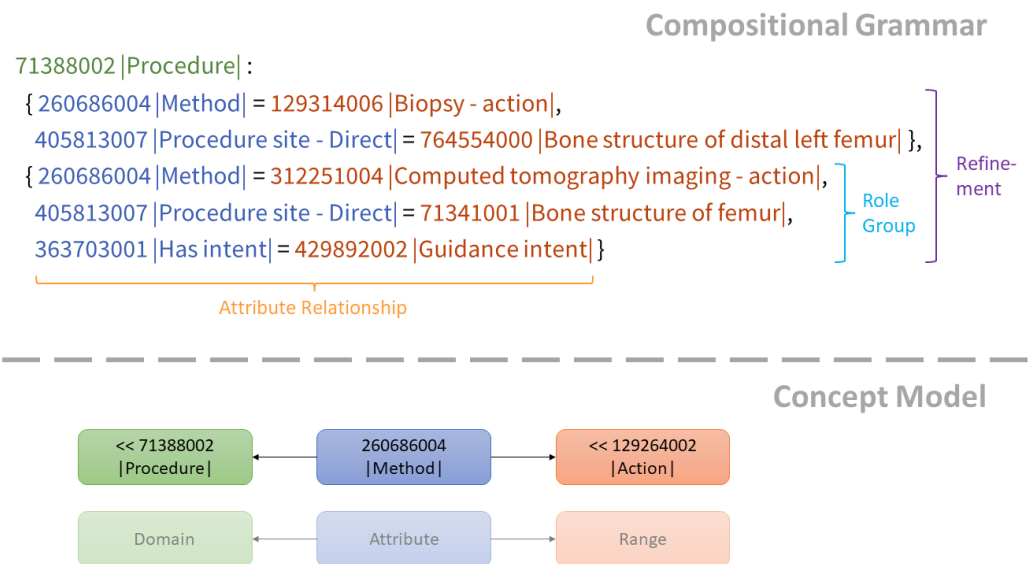 Compositional Grammar
71388002 |Procedure| :
{ 260686004 |Method| = 129314006 |Biopsy - action|,
405813007 |Procedure site - Direct| = 764554000 |Bone structure of distal left femur| },
{ 260686004 |Method| = 312251004 |Computed tomography imaging - action|,
405813007 |Procedure site - Direct| = 71341001 |Bone structure of femur|,
363703001 |Has intent| = 429892002 |Guidance intent| }
Refine-
ment
Role
Group
Attribute Relationship
Concept Model
<< 71388002
|Procedure|
260686004
|Method|
<< 129264002
|Action|
Domain
Attribute
Range